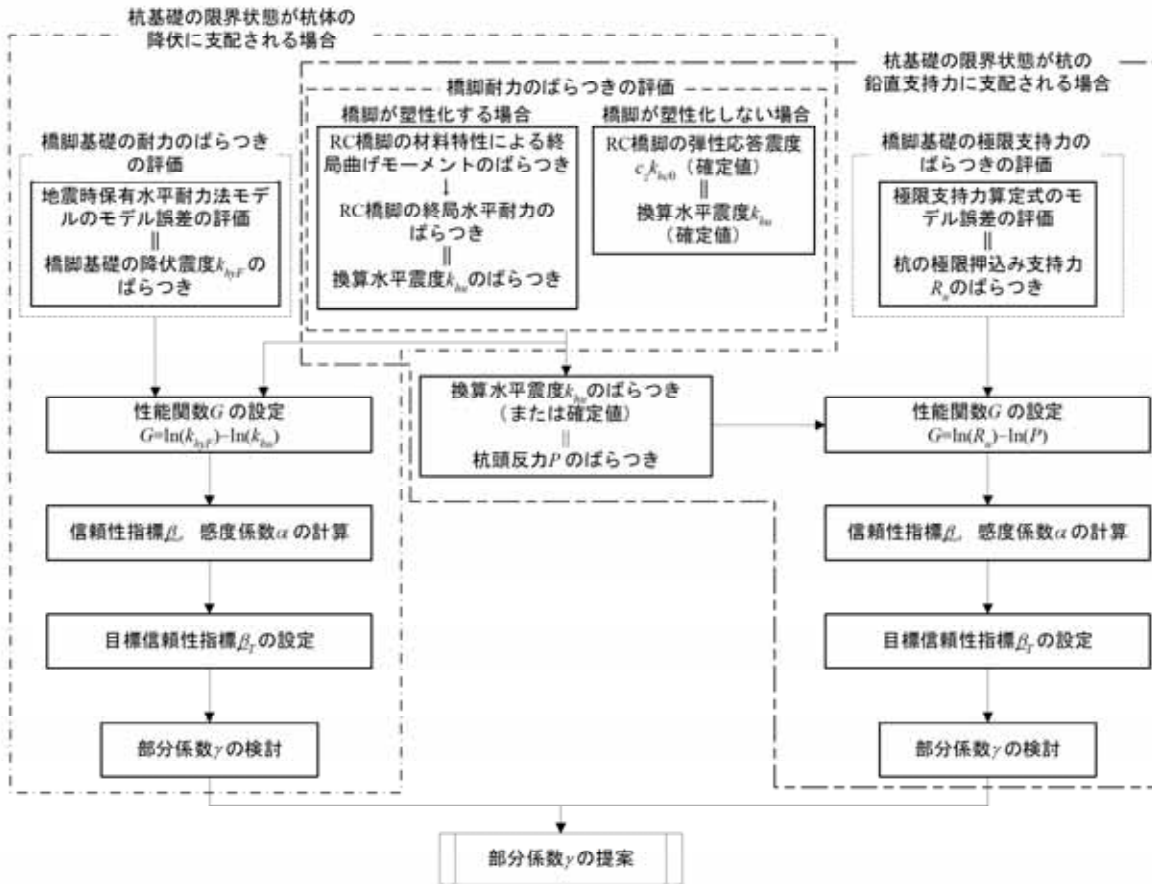 杭基礎の限界状態が杭体の
降伏に支配される場合
杭基礎の限界状態が杭の
鉛直支持力に支配される場合
橋脚耐力のばらつきの評価
橋脚が塑性化する場合
RC橋脚の材料特性による終
局曲げモーメントのばらつき
↓
RC橋脚の終局水平耐力の
ばらつき
||
換算水平震度k_huのばらつき
橋脚が塑性化しない場合
RC橋脚の弾性応答震度
c_z k_hc0（確定値）
||
換算水平震度k_hu
（確定値）
橋脚基礎の耐力のばらつき
の評価
地震時保有水平耐力法モ
デルのモデル誤差の評価
||
橋脚基礎の降伏震度k_hyFの
ばらつき
橋脚基礎の極限支持力の
ばらつきの評価
極限支持力算定式のモ
デル誤差の評価
||
杭の極限押込み支持力
R_uのばらつき
換算水平震度k_huのばらつき
（または確定値）
||
杭頭反力Pのばらつき
性能関数Gの設定
G=ln(k_hyF)−ln(k_hu)
信頼性指標β, 感度係数αの計算
目標信頼性指標β_Tの設定
部分係数γの検討
性能関数Gの設定
G=ln(R_u)−ln(P)
信頼性指標β, 感度係数αの計算
目標信頼性指標β_Tの設定
部分係数γの検討
部分係数γの提案